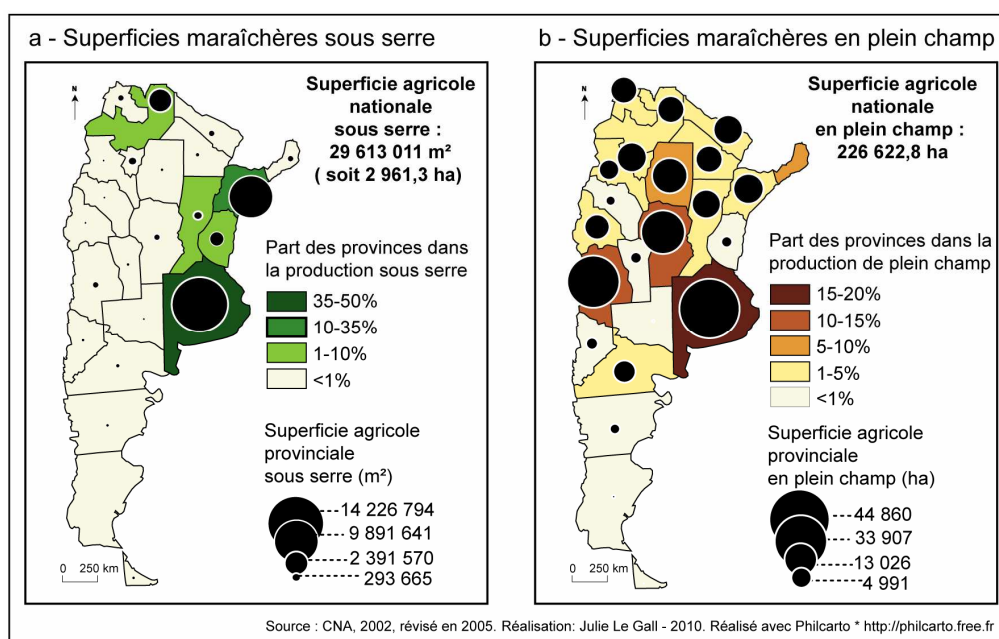 a - Superficies maraîchères sous serre
N
Superficie agricole
nationale
sous serre :
29 613 011 m²
( soit 2 961,3 ha)
Part des provinces dans
la production sous serre
35-50%
10-35%
1-10%
<1%
Superficie agricole
provinciale
sous serre (m²)
14 226 794
9 891 641
2 391 570
293 665
0 250 km
b - Superficies maraîchères en plein champ
N
Superficie agricole
nationale
en plein champ :
226 622,8 ha
Part des provinces dans la
production de plein champ
15-20%
10-15%
5-10%
1-5%
<1%
Superficie agricole
provinciale
en plein champ (ha)
44 860
33 907
13 026
4 991
0 250 km
Source : CNA, 2002, révisé en 2005. Réalisation: Julie Le Gall - 2010. Réalisé avec Philcarto * http://philcarto.free.fr